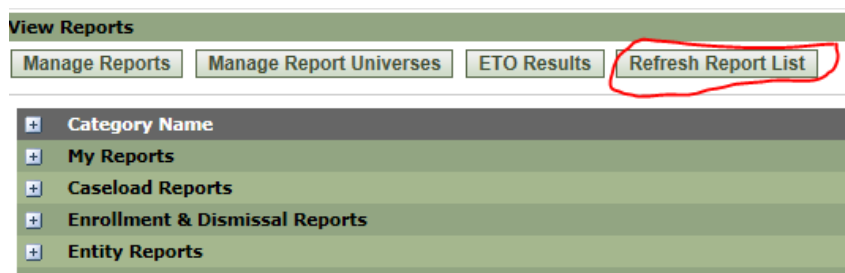 View Reports
Manage Reports Manage Report Universes ETO Results Refresh Report List
Category Name
My Reports
Caseload Reports
Enrollment & Dismissal Reports
Entity Reports